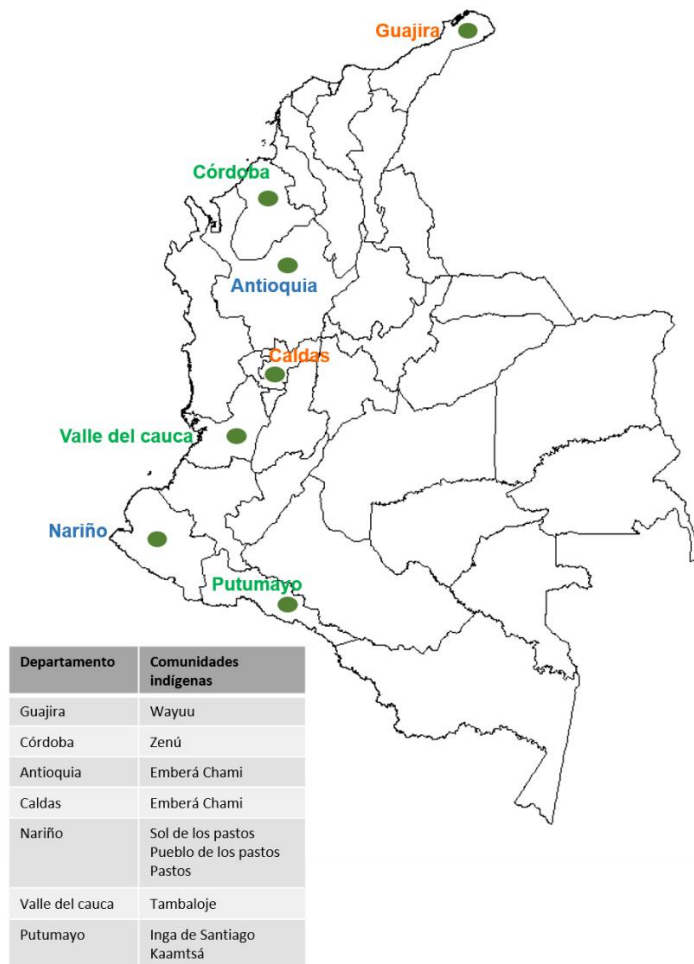 Guajira
Córdoba
Antioquia
Caldas
Valle del cauca
Nariño
Putumayo
Departamento Comunidades
indígenas
Guajira Wayuu
Córdoba Zenú
Antioquia Emberá Chami
Caldas Emberá Chami
Nariño Sol de los pastos
Pueblo de los pastos
Pastos
Valle del cauca Tambaloje
Putumayo Inga de Santiago
Kaamtsá